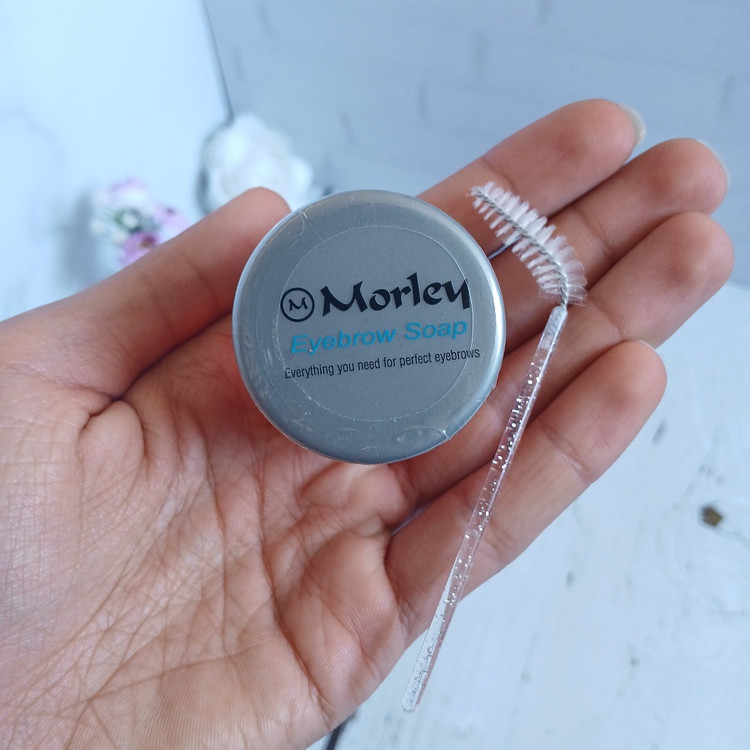 M Morley
Eyebrow Soap
Everything you need for perfect eyebrows